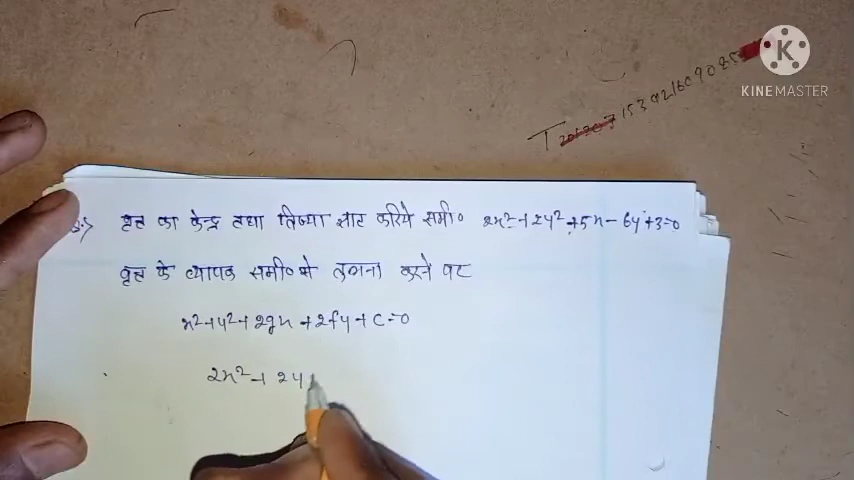 KINEMASTER
वृत्त का केन्द्र तथा त्रिज्या ज्ञात करिये समी० 2x²+2y²+5x-6y+3=0
वृत्त के व्यापक समी० से तुलना करने पर
x²+y²+2gx+2fy+c=0
2x²+2y